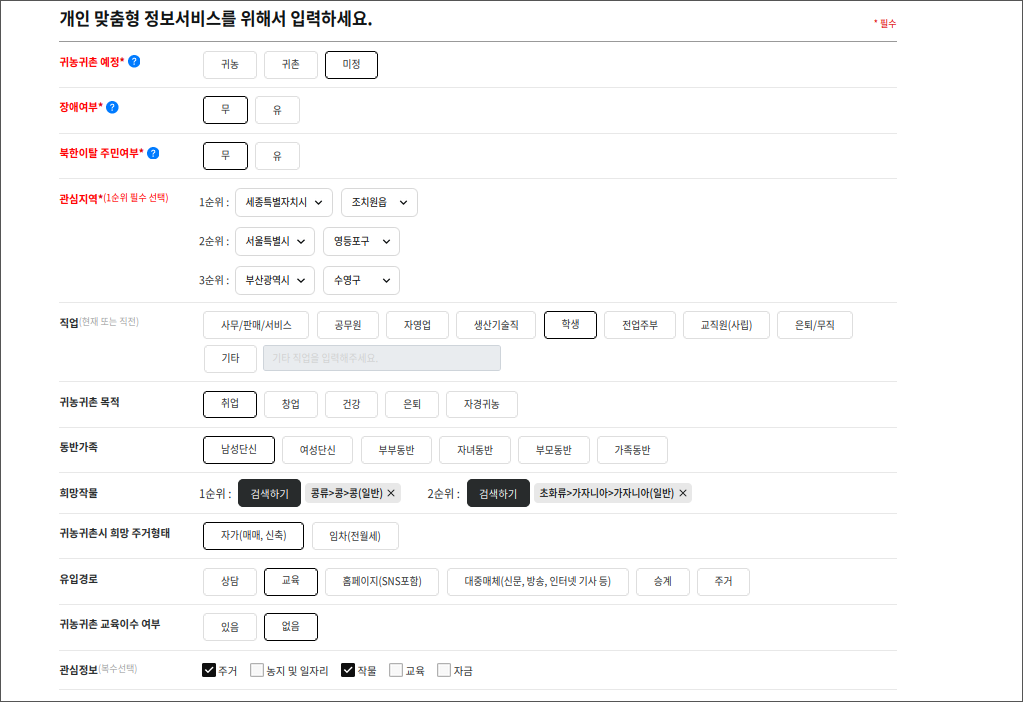 개인 맞춤형 정보서비스를 위해서 입력하세요.
* 필수
귀농귀촌 예정* ? 귀농 귀촌 미정
장애여부* ? 무 유
북한이탈 주민여부* ? 무 유
관심지역*(1순위 필수 선택) 1순위 : 세종특별자치시 조치원읍
2순위 : 서울특별시 영등포구
3순위 : 부산광역시 수영구
직업(현재 또는 직전) 사무/판매/서비스 공무원 자영업 생산기술직 학생 전업주부 교직원(사립) 은퇴/무직
기타 기타 직업을 입력해주세요.
귀농귀촌 목적 취업 창업 건강 은퇴 자경귀농
동반가족 남성단신 여성단신 부부동반 자녀동반 부모동반 가족동반
희망작물 1순위 : 검색하기 콩류>콩>콩(일반) × 2순위 : 검색하기 초화류>가자니아>가자니아(일반) ×
귀농귀촌시 희망 주거형태 자가(매매, 신축) 임차(전월세)
유입경로 상담 교육 홈페이지(SNS포함) 대중매체(신문, 방송, 인터넷 기사 등) 승계 주거
귀농귀촌 교육이수 여부 있음 없음
관심정보(복수선택) 주거 농지 및 일자리 작물 교육 자금